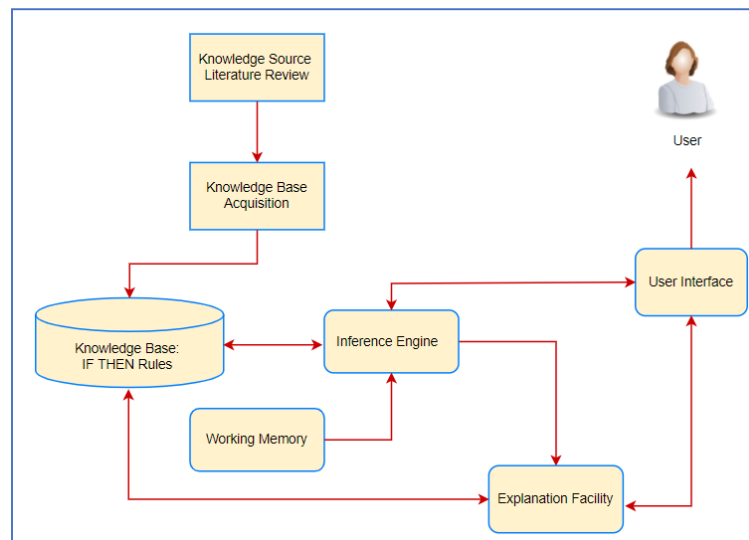 Knowledge Source
Literature Review
User
Knowledge Base
Acquisition
User Interface
Knowledge Base:
IF THEN Rules
Inference Engine
Working Memory
Explanation Facility